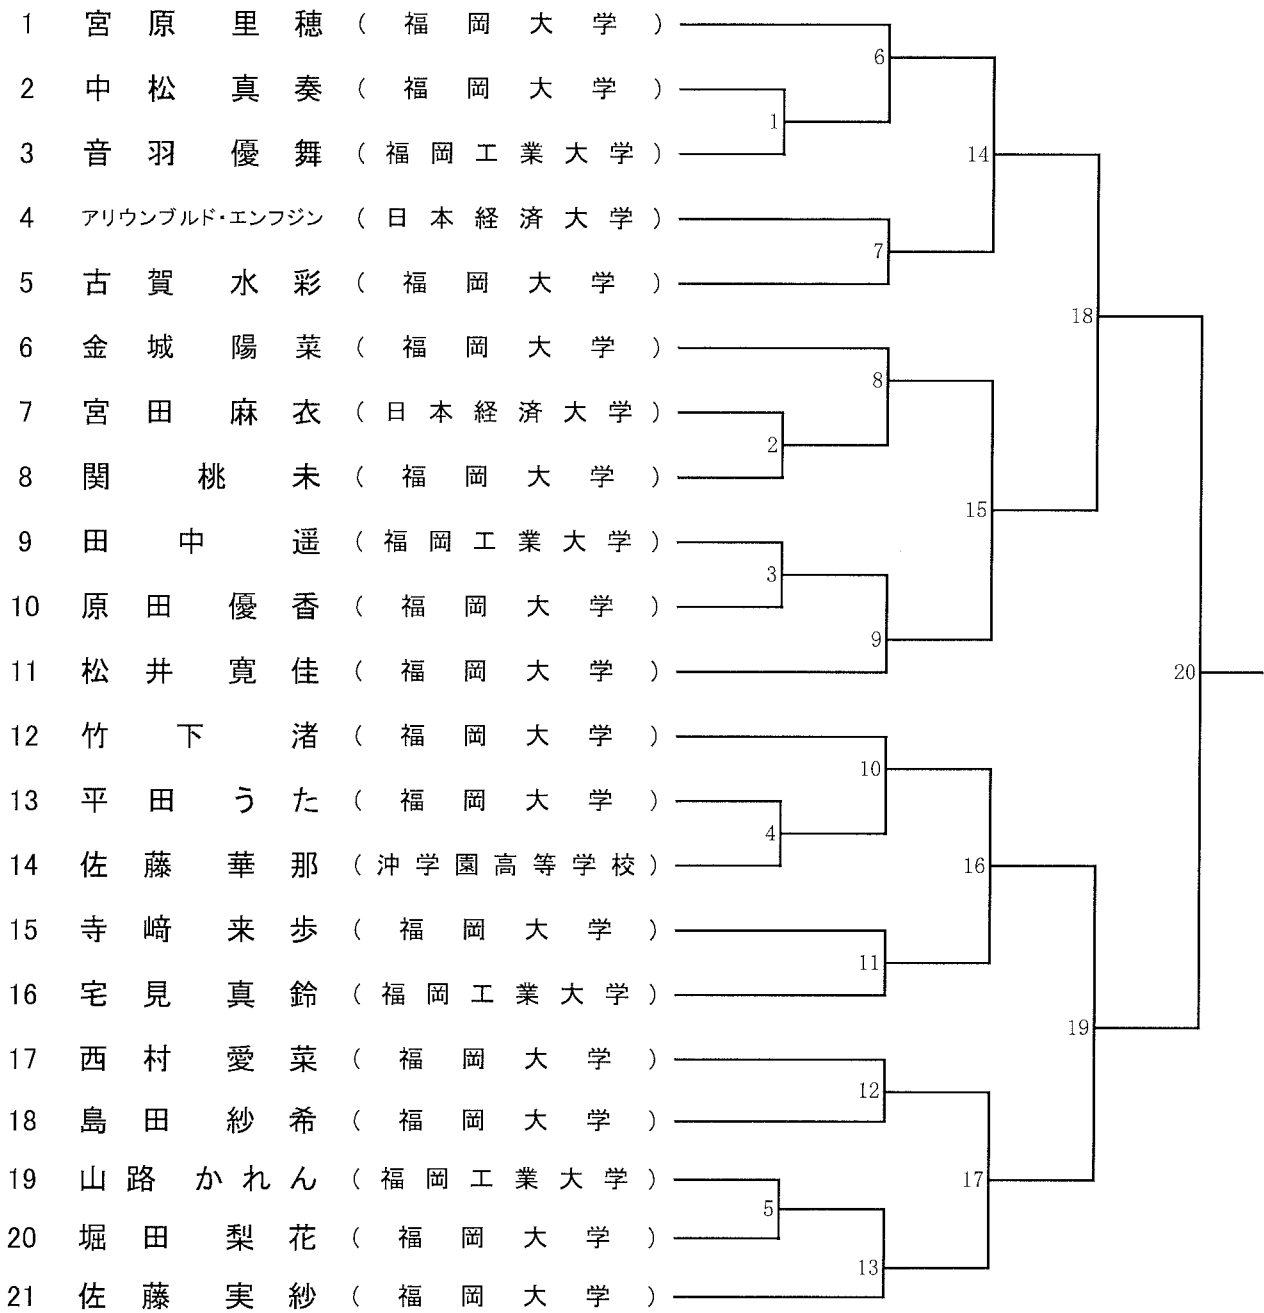 1 宮原 里穂 (福岡大学)
2 中松 真奏 (福岡大学)
3 音羽 優舞 (福岡工業大学)
4 アリウンブルド・エンフジン (日本経済大学)
5 古賀 水彩 (福岡大学)
6 金城 陽菜 (福岡大学)
7 宮田 麻衣 (日本経済大学)
8 関 桃未 (福岡大学)
9 田中 遥 (福岡工業大学)
10 原田 優香 (福岡大学)
11 松井 寛佳 (福岡大学)
12 竹下 渚 (福岡大学)
13 平田 うた (福岡大学)
14 佐藤 華那 (沖学園高等学校)
15 寺﨑 来歩 (福岡大学)
16 宅見 真鈴 (福岡工業大学)
17 西村 愛菜 (福岡大学)
18 島田 紗希 (福岡大学)
19 山路 かれん (福岡工業大学)
20 堀田 梨花 (福岡大学)
21 佐藤 実紗 (福岡大学)
1
2
3
4
5
6
7
8
9
10
11
12
13
14
15
16
17
18
19
20